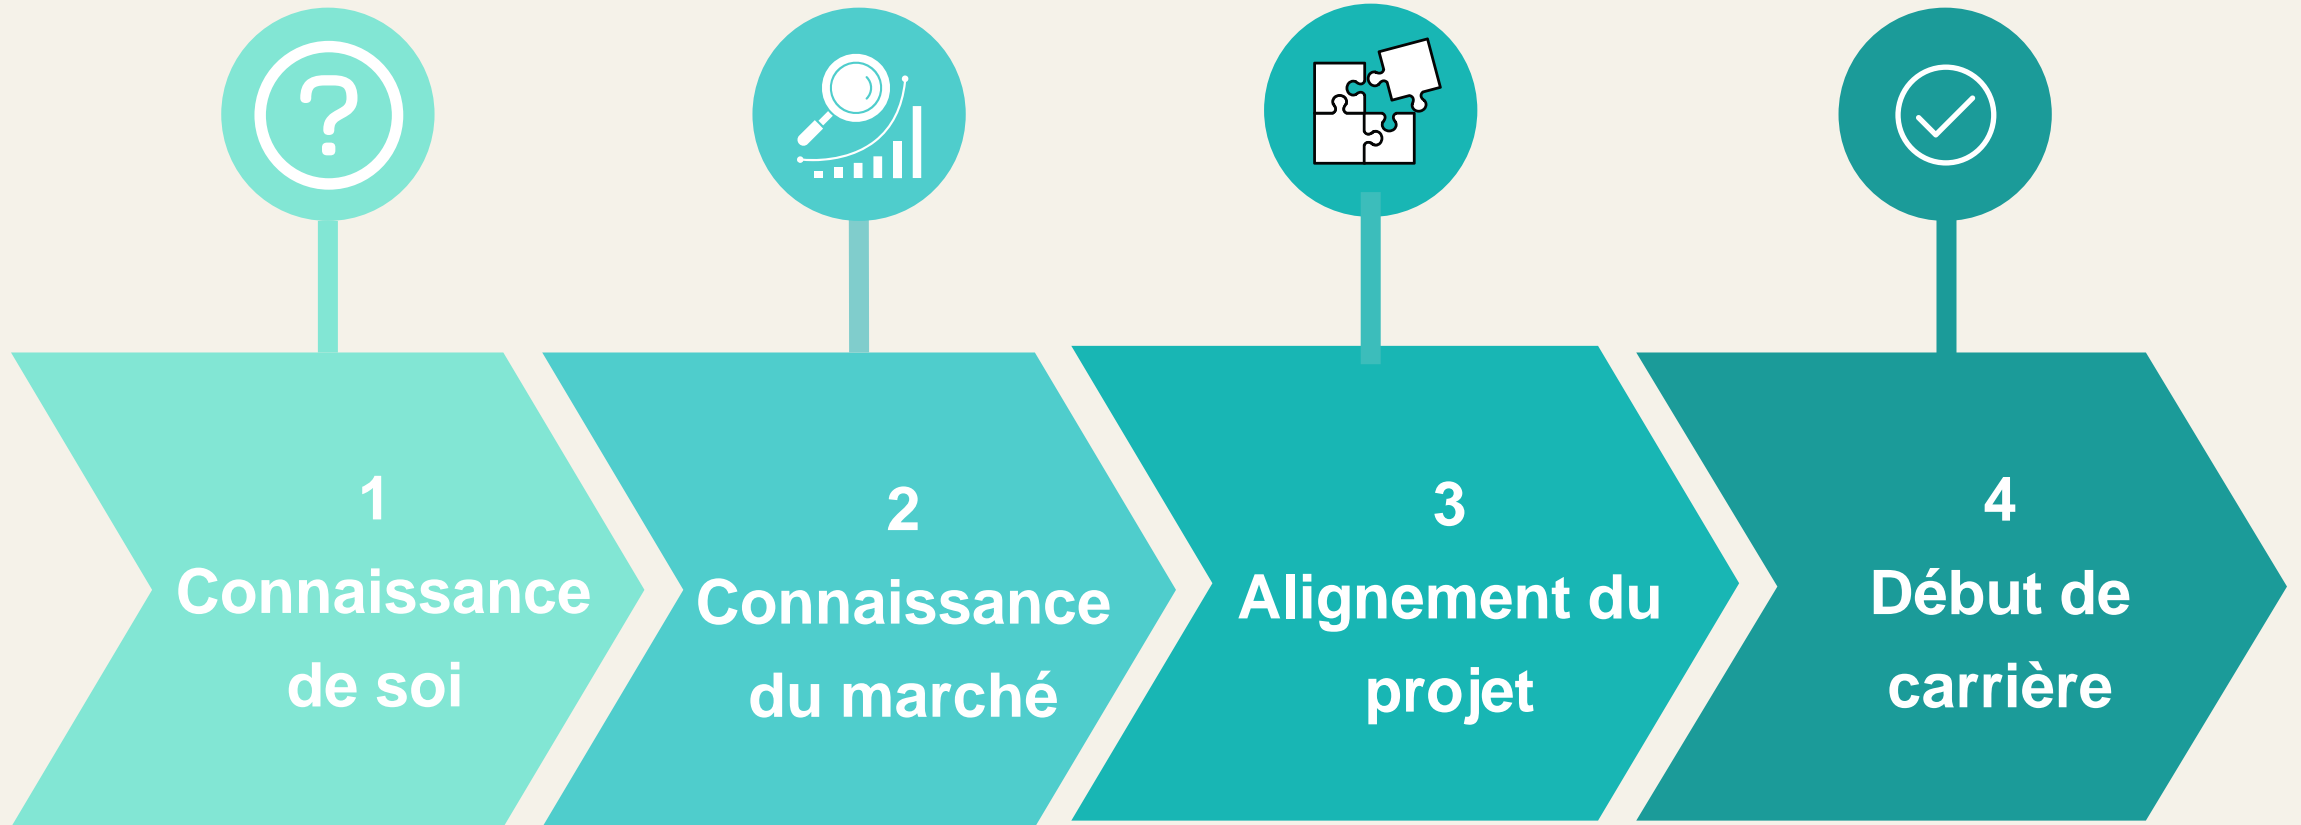 1
Connaissance
de soi
2
Connaissance
du marché
3
Alignement du
projet
4
Début de
carrière